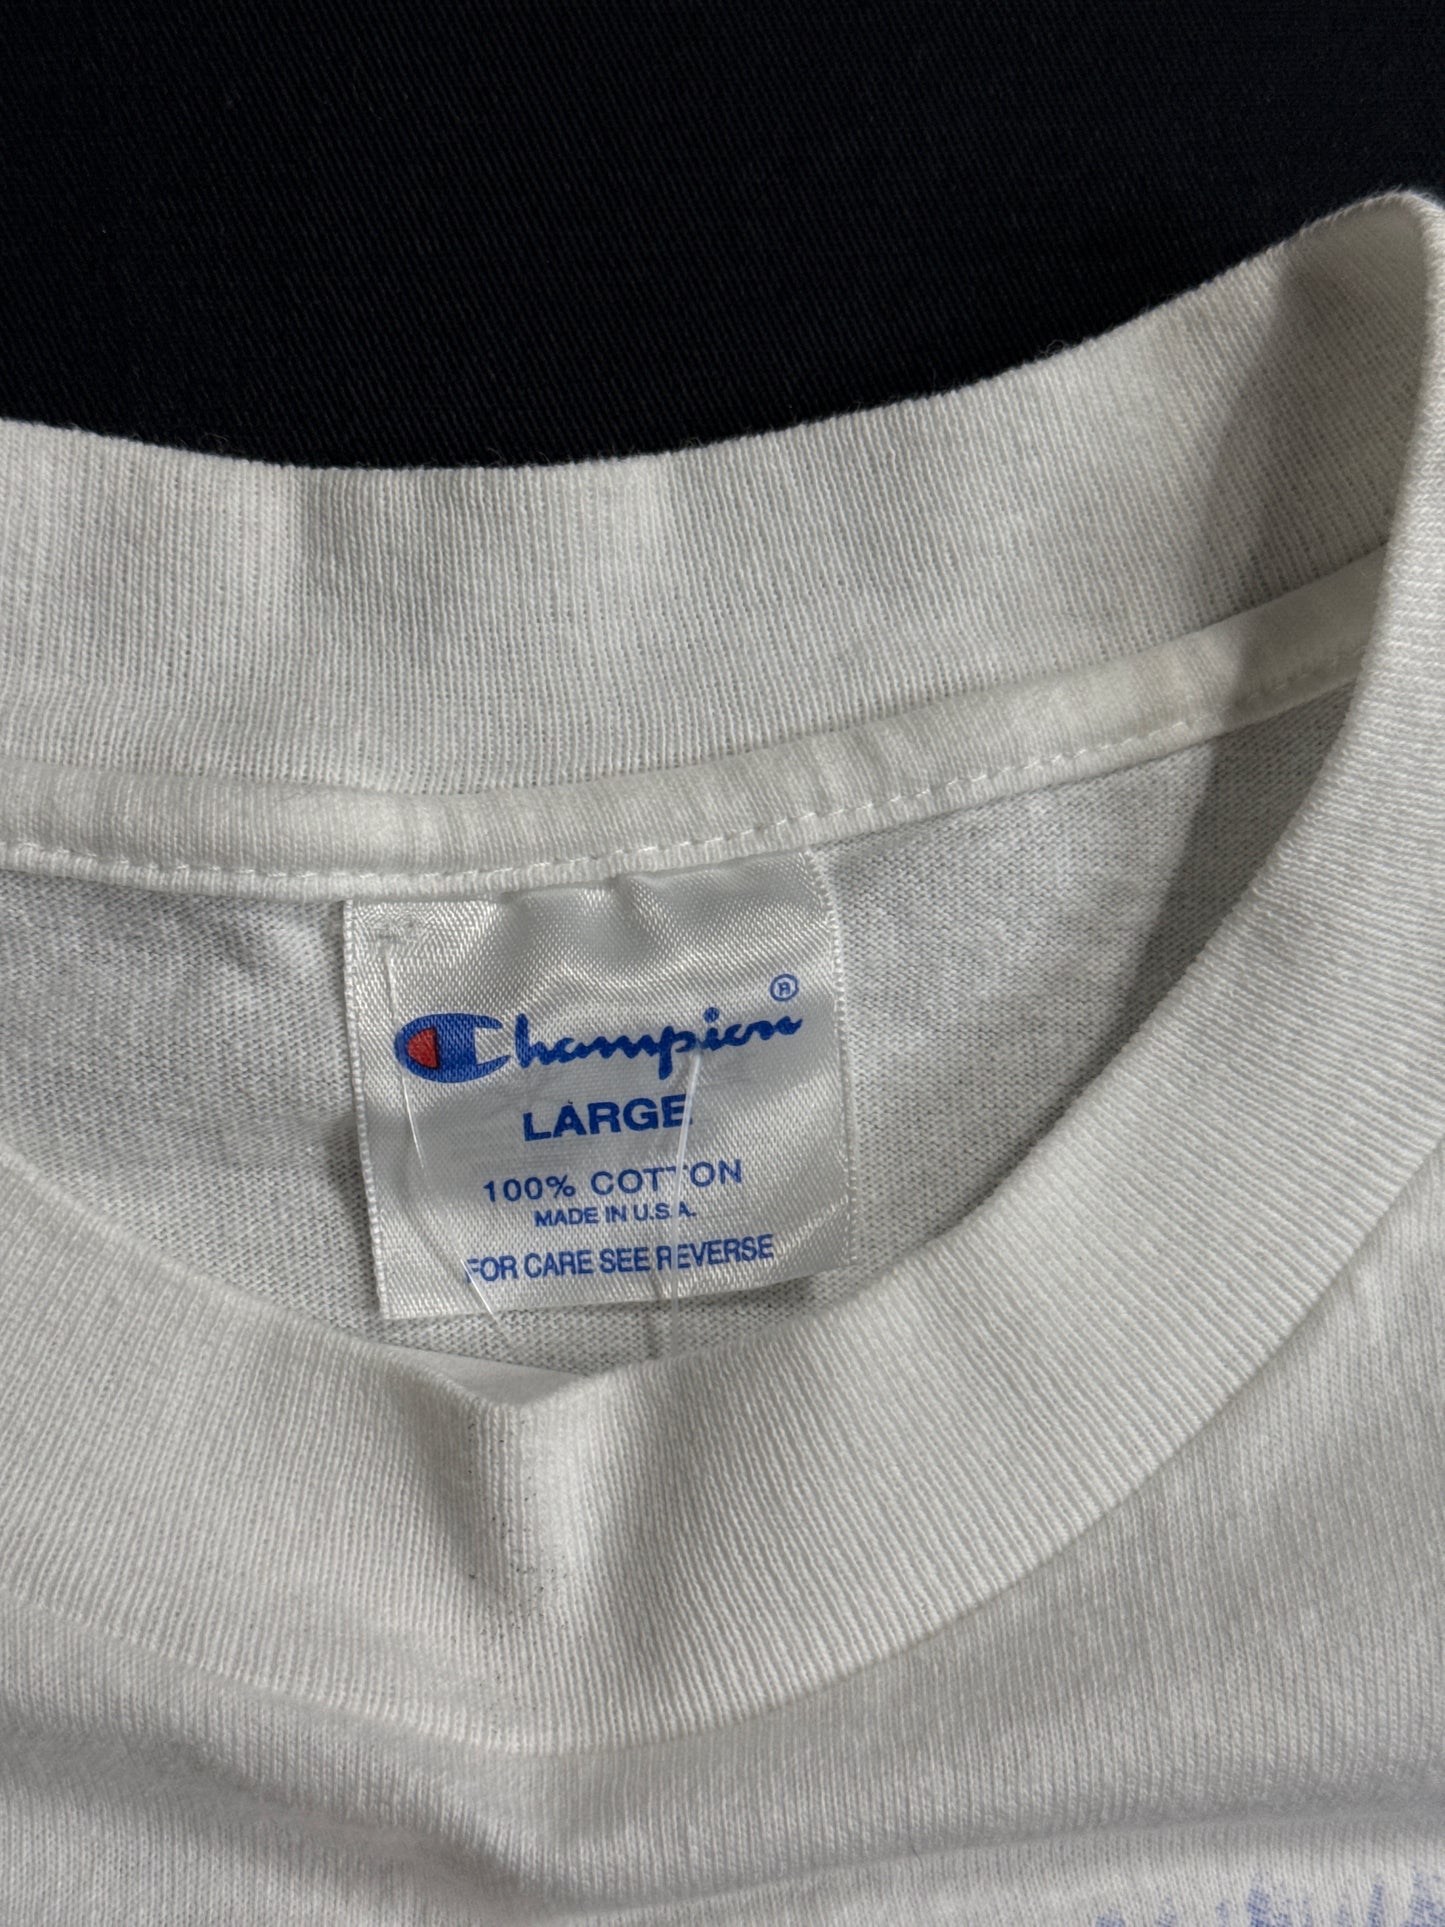 Champion®
LARGE
100% COTTON
MADE IN U.S.A.
FOR CARE SEE REVERSE